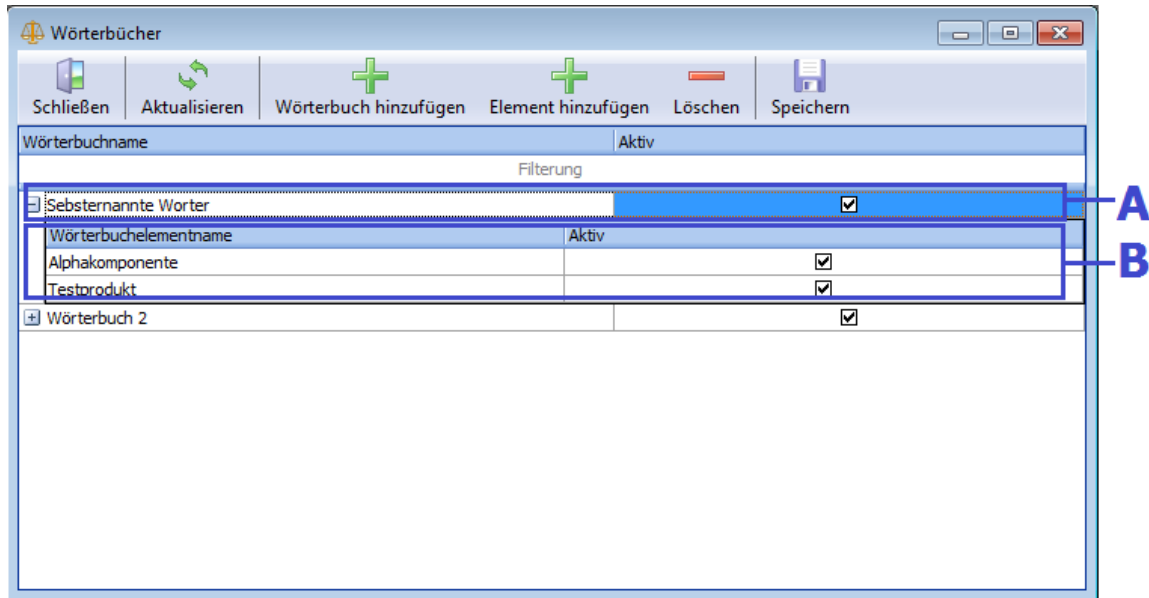 Wörterbücher
Schließen Aktualisieren Wörterbuch hinzufügen Element hinzufügen Löschen Speichern
Wörterbuchname Aktiv
Filterung
Sebsternannte Worter A
Wörterbuchelementname Aktiv
Alphakomponente B
Testprodukt
Wörterbuch 2